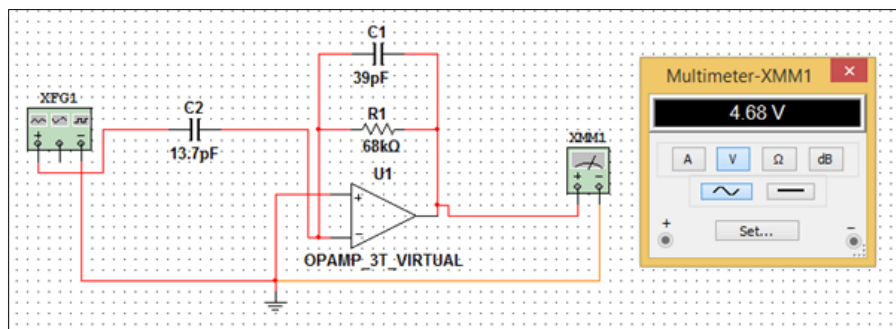 C1
39pF
XFG1
C2
13.7pF
R1
68kΩ
U1
XMM1
+ −
+ −
+
−
OPAMP_3T_VIRTUAL
Multimeter-XMM1
×
4.68 V
A V Ω dB
+ Set... −